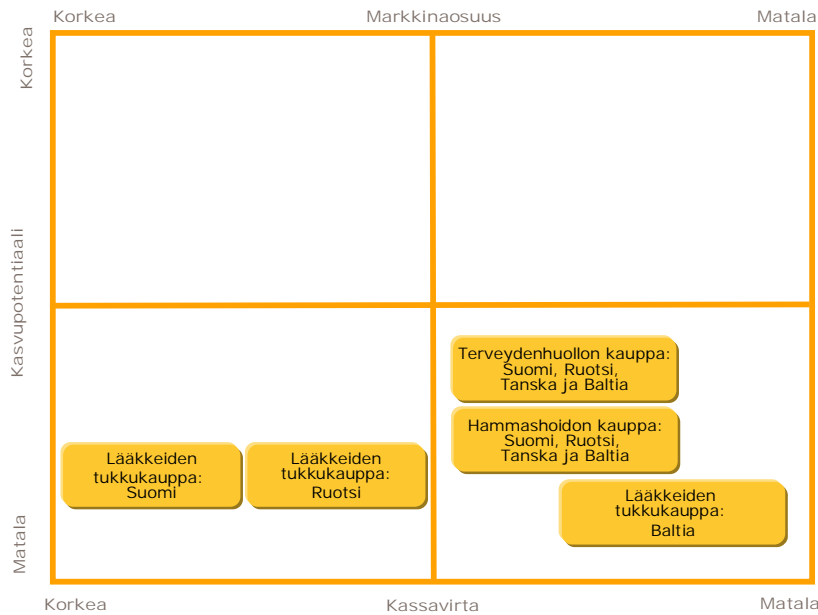 Korkea Markkinaosuus Matala
Korkea
Kasvupotentiaali
Matala
Terveydenhuollon kauppa:
Suomi, Ruotsi,
Tanska ja Baltia
Hammashoidon kauppa:
Suomi, Ruotsi,
Tanska ja Baltia
Lääkkeiden
tukkukauppa:
Suomi
Lääkkeiden
tukkukauppa:
Ruotsi
Lääkkeiden
tukkukauppa:
Baltia
Korkea Kassavirta Matala